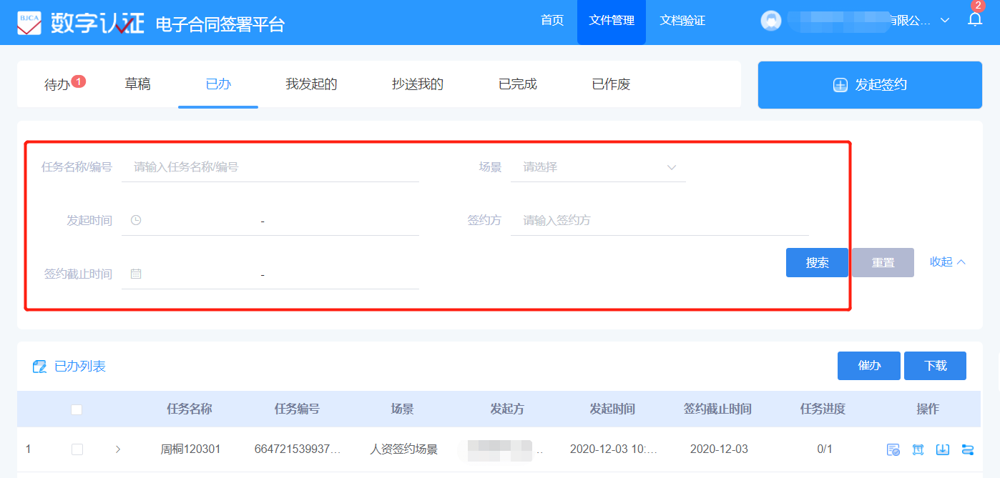 BJCA 数字认证 电子合同签署平台 首页 文件管理 文档验证 有限公... 2
待办 1 草稿 已办 我发起的 抄送我的 已完成 已作废 发起签约
任务名称/编号 请输入任务名称/编号 场景 请选择
发起时间 - 签约方 请输入签约方
签约截止时间 - 搜索 重置 收起
已办列表 催办 下载
任务名称 任务编号 场景 发起方 发起时间 签约截止时间 任务进度 操作
1 周桐120301 664721539937... 人资签约场景 .. 2020-12-03 10:... 2020-12-03 0/1